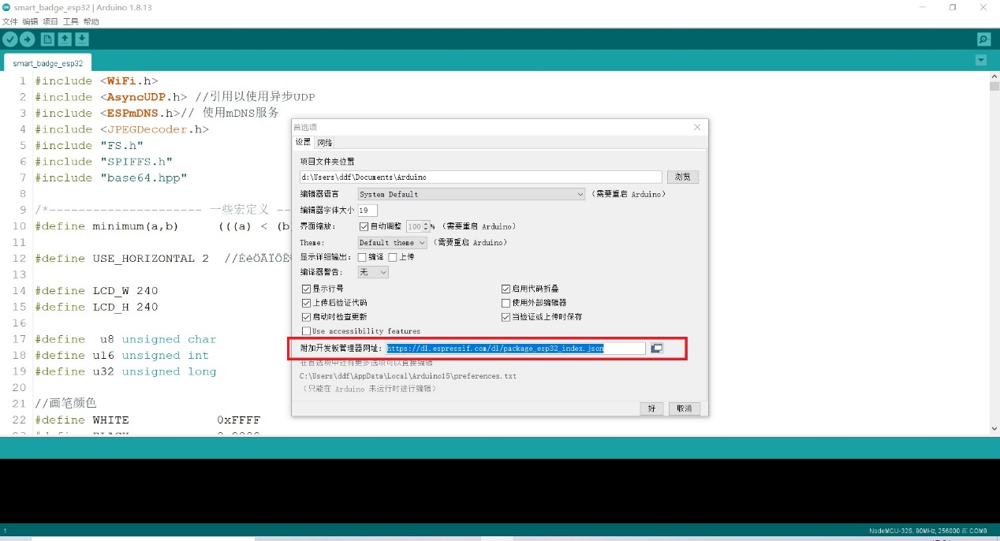 smart_badge_esp32 | Arduino 1.8.13
文件 编辑 项目 工具 帮助
smart_badge_esp32
1 #include <WiFi.h>
2 #include <AsyncUDP.h> //引用以使用异步UDP
3 #include <ESPmDNS.h>// 使用mDNS服务
4 #include <JPEGDecoder.h>
5 #include "FS.h"
6 #include "SPIFFS.h"
7 #include "base64.hpp"
8
9 /*--------------------- 一些宏定义 --
10 #define minimum(a,b) (((a) < (b
11
12 #define USE_HORIZONTAL 2
13
14 #define LCD_W 240
15 #define LCD_H 240
16
17 #define u8 unsigned char
18 #define u16 unsigned int
19 #define u32 unsigned long
20
21 //画笔颜色
22 #define WHITE 0xFFFF
首选项
设置 网络
项目文件夹位置
d:\Users\ddf\Documents\Arduino 浏览
编辑器语言 System Default (需要重启 Arduino)
编辑器字体大小 19
界面缩放: 自动调整 100 % (需要重启 Arduino)
Theme: Default theme (需要重启 Arduino)
显示详细输出: 编译 上传
编译器警告: 无
显示行号 启用代码折叠
上传后验证代码 使用外部编辑器
启动时检查更新 当验证或上传时保存
Use accessibility features
附加开发板管理器网址: https://dl.espressif.com/dl/package_esp32_index.json
在首选项中还有更多选项可以直接编辑
C:\Users\ddf\AppData\Local\Arduino15\preferences.txt
(只能在 Arduino 未运行时进行编辑)
好 取消
1 NodeMCU-32S, 80MHz, 256000 在 COM9